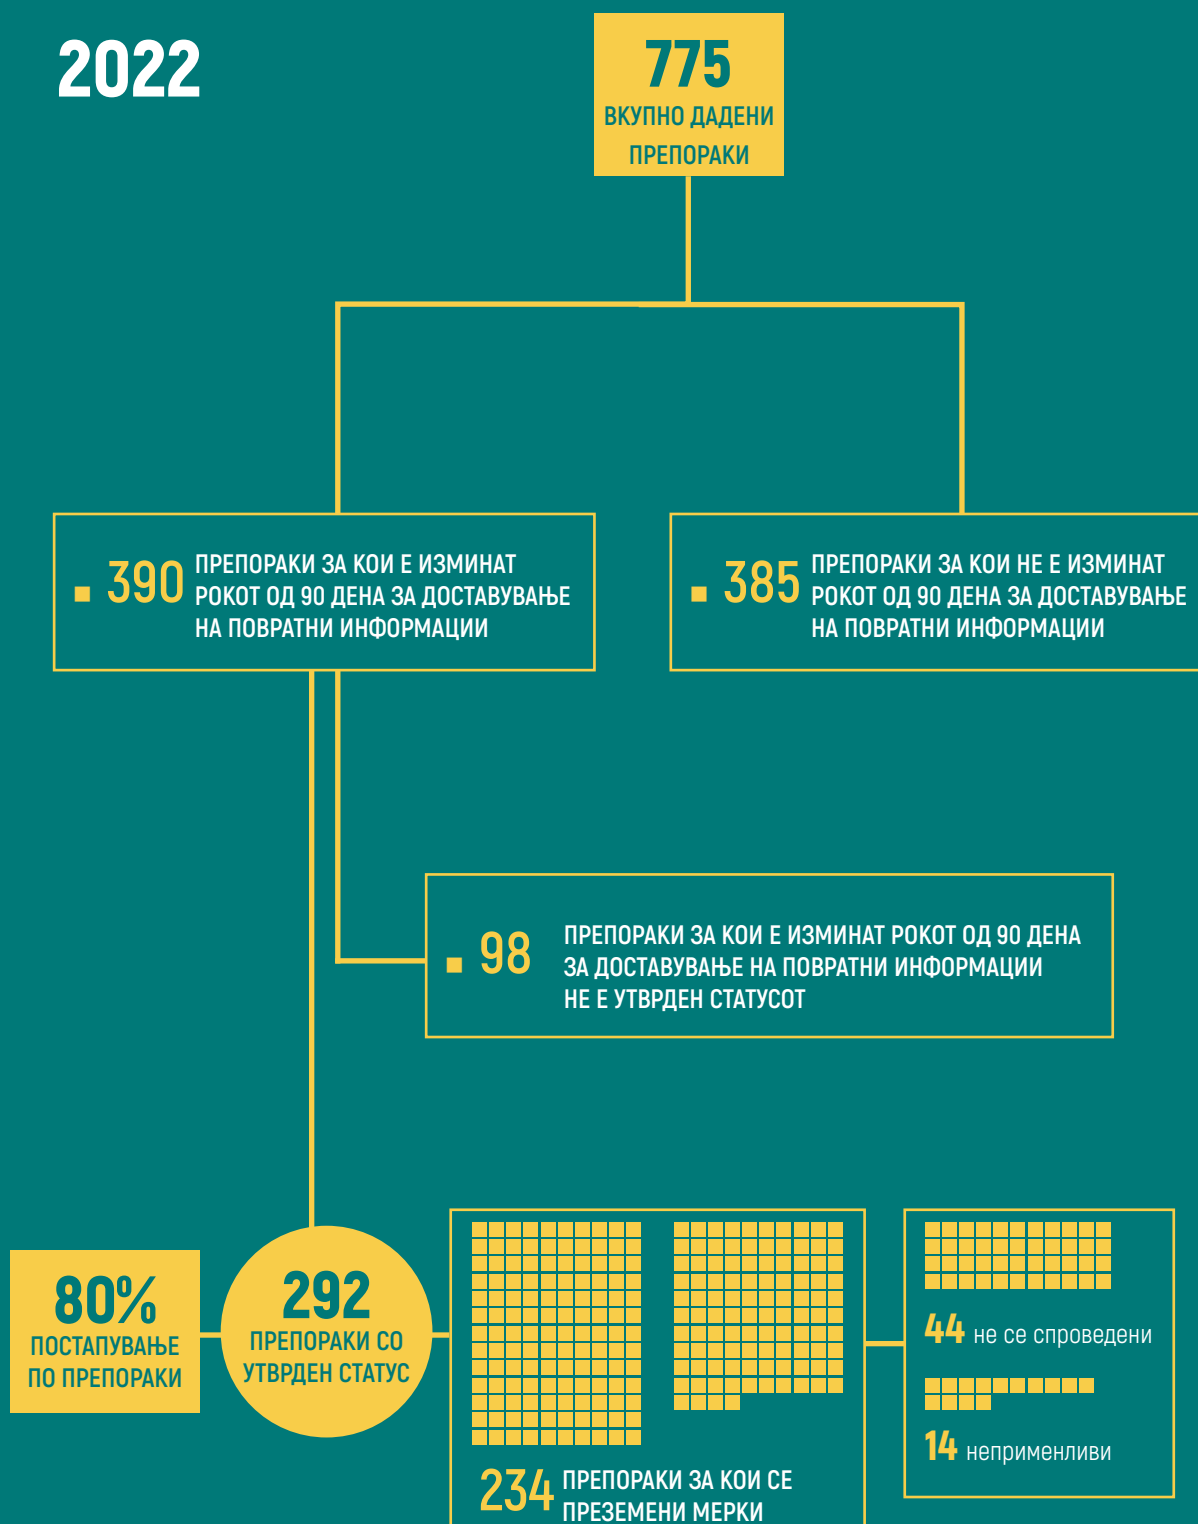 2022
775
ВКУПНО ДАДЕНИ
ПРЕПОРАКИ
390
ПРЕПОРАКИ ЗА КОИ Е ИЗМИНАТ
РОКОТ ОД 90 ДЕНА ЗА ДОСТАВУВАЊЕ
НА ПОВРАТНИ ИНФОРМАЦИИ
385
ПРЕПОРАКИ ЗА КОИ НЕ Е ИЗМИНАТ
РОКОТ ОД 90 ДЕНА ЗА ДОСТАВУВАЊЕ
НА ПОВРАТНИ ИНФОРМАЦИИ
98
ПРЕПОРАКИ ЗА КОИ Е ИЗМИНАТ РОКОТ ОД 90 ДЕНА
ЗА ДОСТАВУВАЊЕ НА ПОВРАТНИ ИНФОРМАЦИИ
НЕ Е УТВРДЕН СТАТУСОТ
80%
ПОСТАПУВАЊЕ
ПО ПРЕПОРАКИ
292
ПРЕПОРАКИ СО
УТВРДЕН СТАТУС
234
ПРЕПОРАКИ ЗА КОИ СЕ
ПРЕЗЕМЕНИ МЕРКИ
44 не се спроведени
14 неприменливи